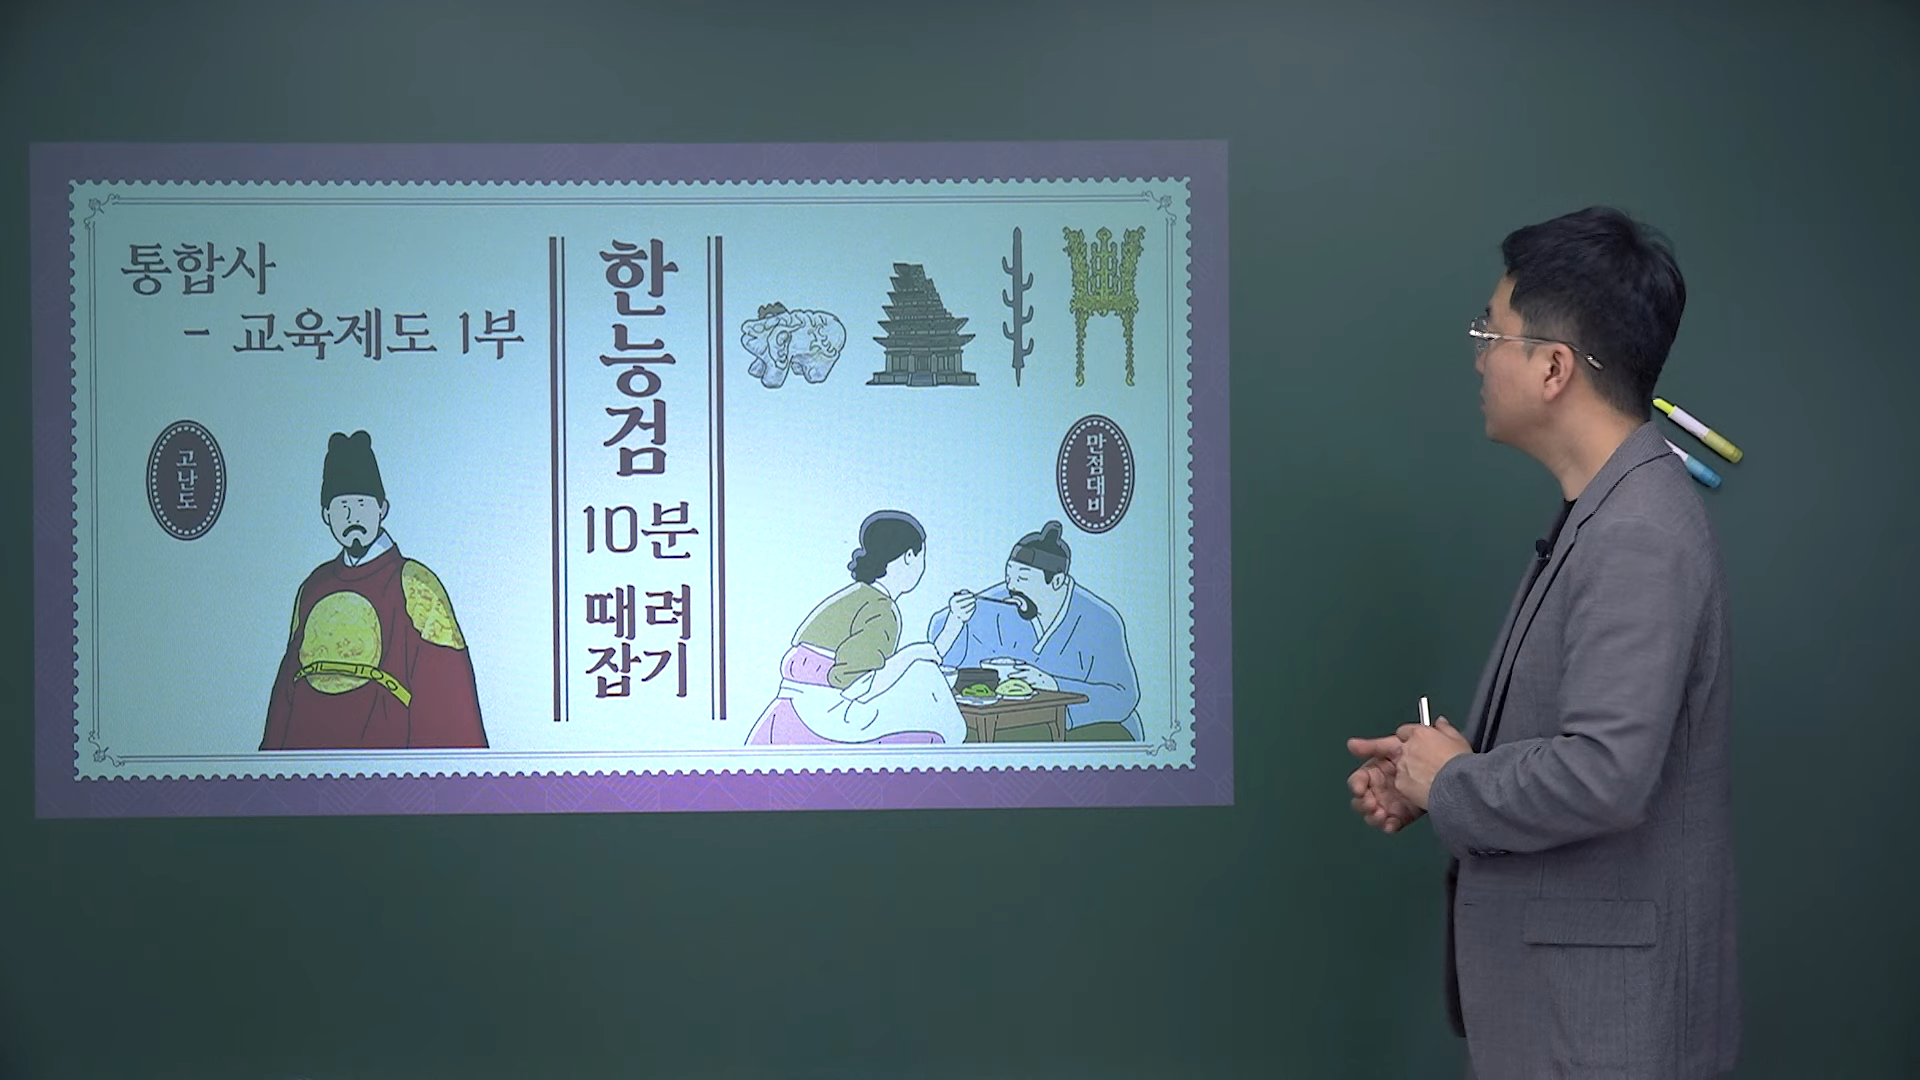 통합사
- 교육제도 1부
고난도
한능검
10분
때려
잡기
만점대비